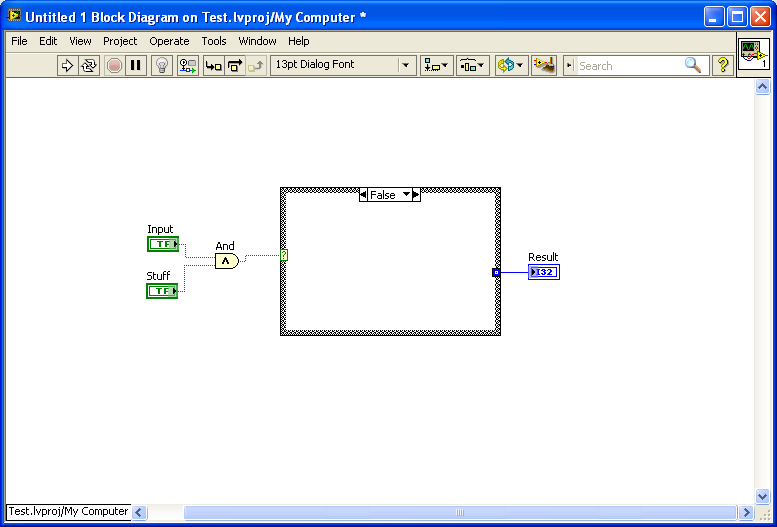 Untitled 1 Block Diagram on Test.lvproj/My Computer *
File Edit View Project Operate Tools Window Help
13pt Dialog Font
Search
?
1
False
Input
TF
And
Λ
?
Stuff
TF
Result
I32
Test.lvproj/My Computer